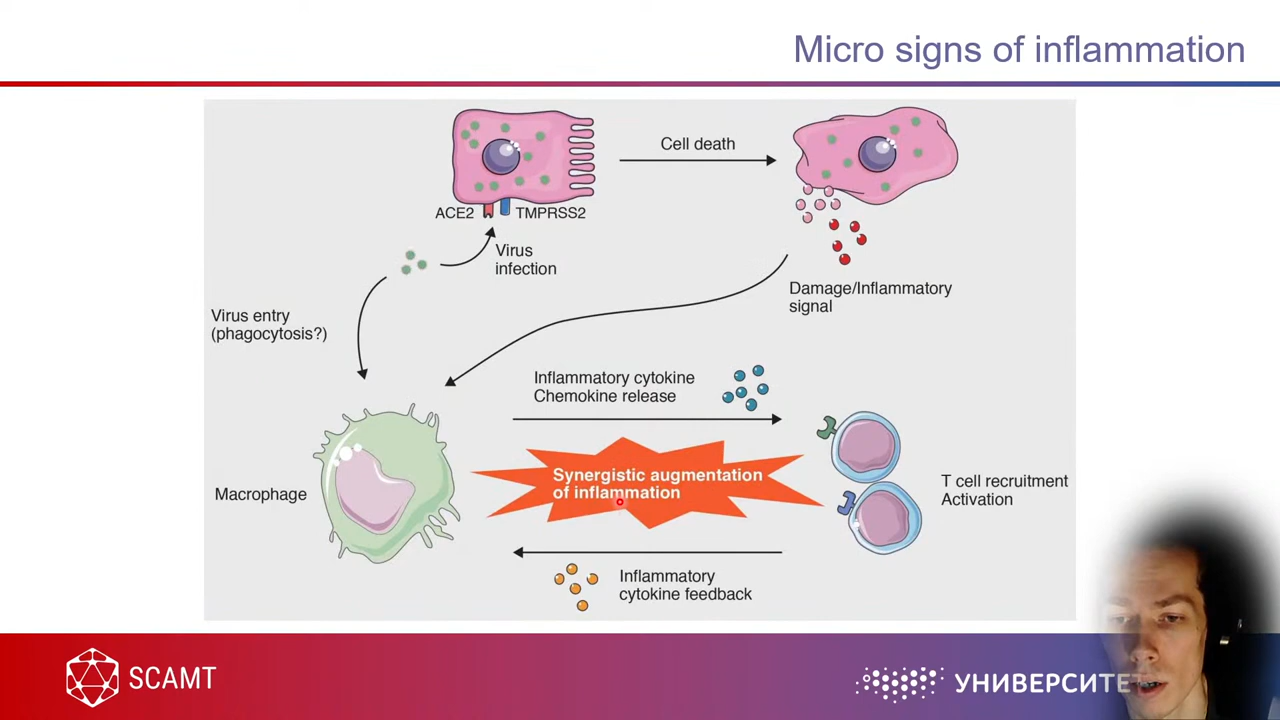 Micro signs of inflammation
Cell death
ACE2
TMPRSS2
Virus
infection
Damage/Inflammatory
signal
Virus entry
(phagocytosis?)
Inflammatory cytokine
Chemokine release
Synergistic augmentation
of inflammation
Macrophage
T cell recruitment
Activation
Inflammatory
cytokine feedback
SCAMT